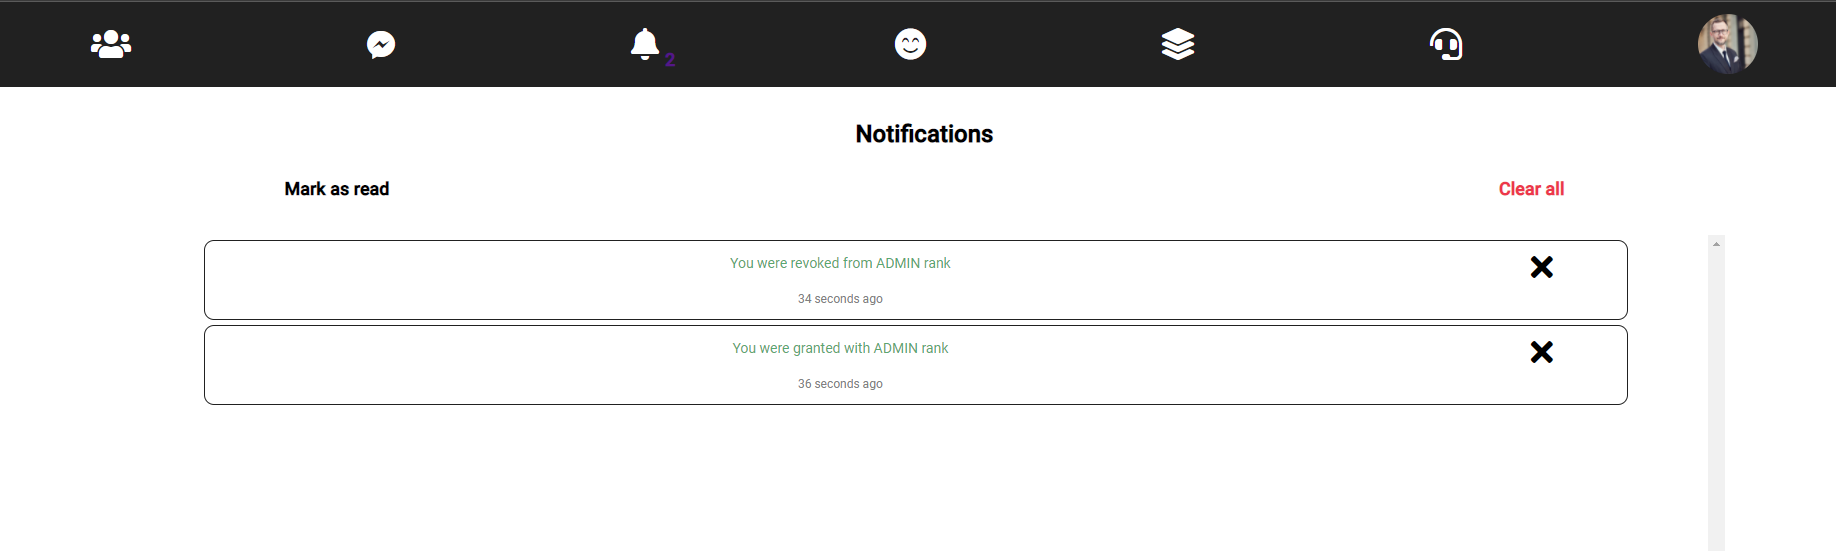 2
Notifications
Mark as read
Clear all
You were revoked from ADMIN rank
34 seconds ago
You were granted with ADMIN rank
36 seconds ago